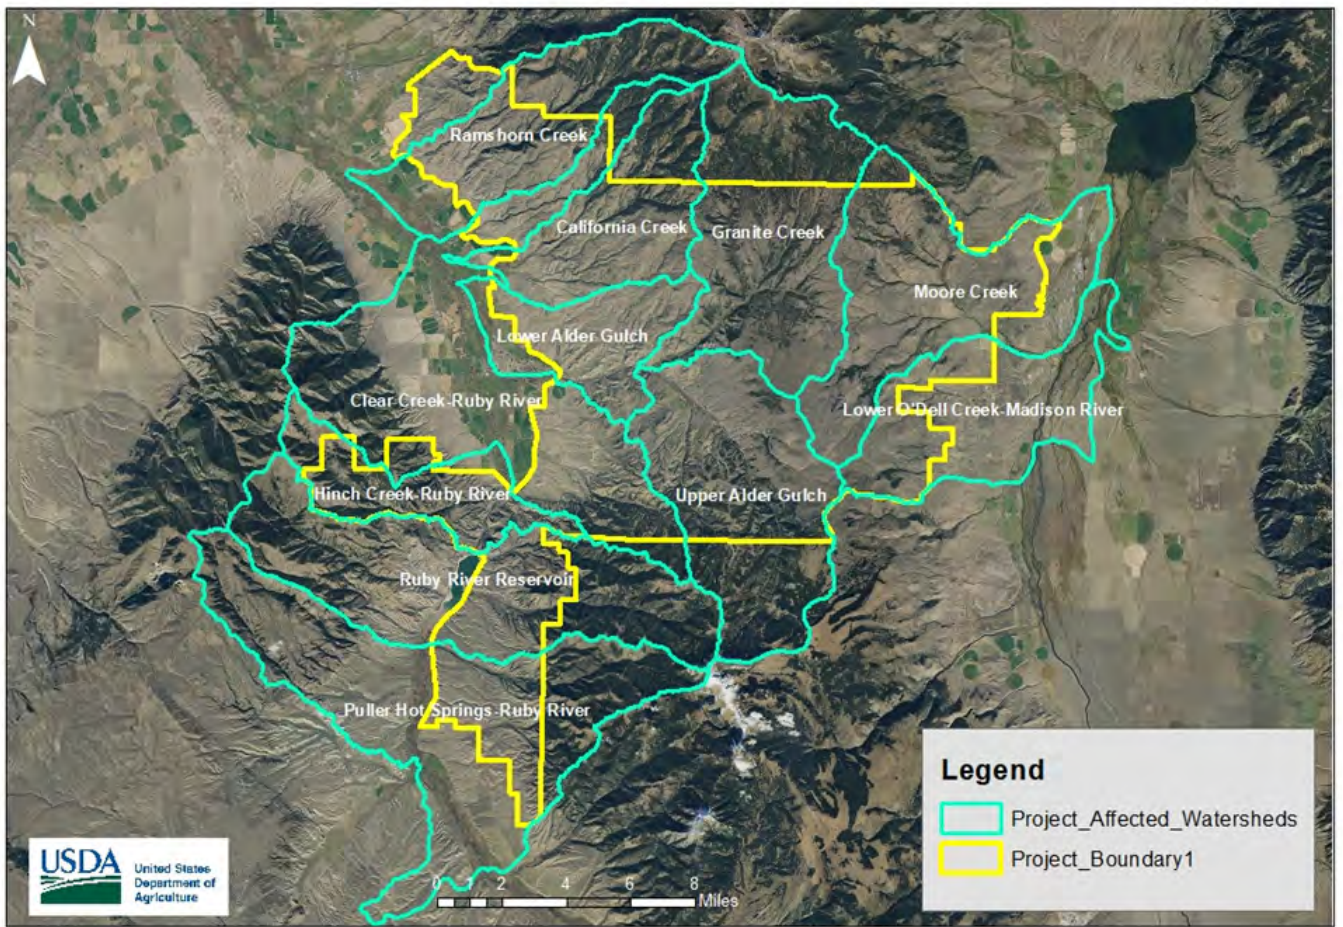 N
Ramshorn Creek
California Creek
Granite Creek
Moore Creek
Lower Alder Gulch
Clear Creek-Ruby River
Lower O'Dell Creek-Madison River
Hinch Creek-Ruby River
Upper Alder Gulch
Ruby River Reservoir
Puller Hot Springs-Ruby River
Legend
Project_Affected_Watersheds
Project_Boundary1
USDA
United States
Department of
Agriculture
0 1 2 4 6 8
Miles